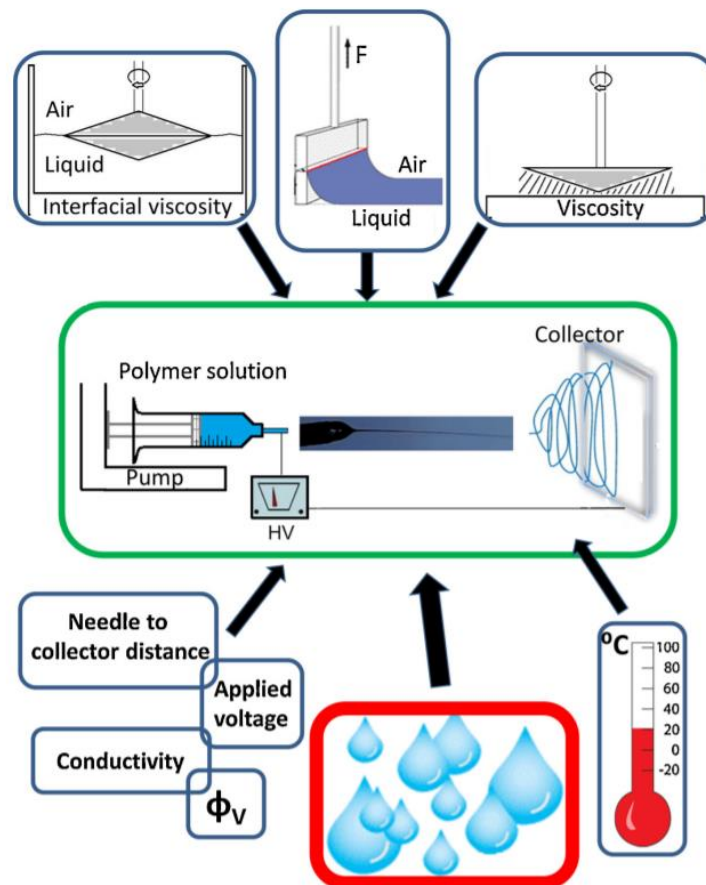 Air
Liquid
Interfacial viscosity
F
Air
Liquid
Viscosity
Collector
Polymer solution
Pump
HV
Needle to
collector distance
Applied
voltage
Conductivity
ϕV
ºC
100
80
60
40
20
0
-20